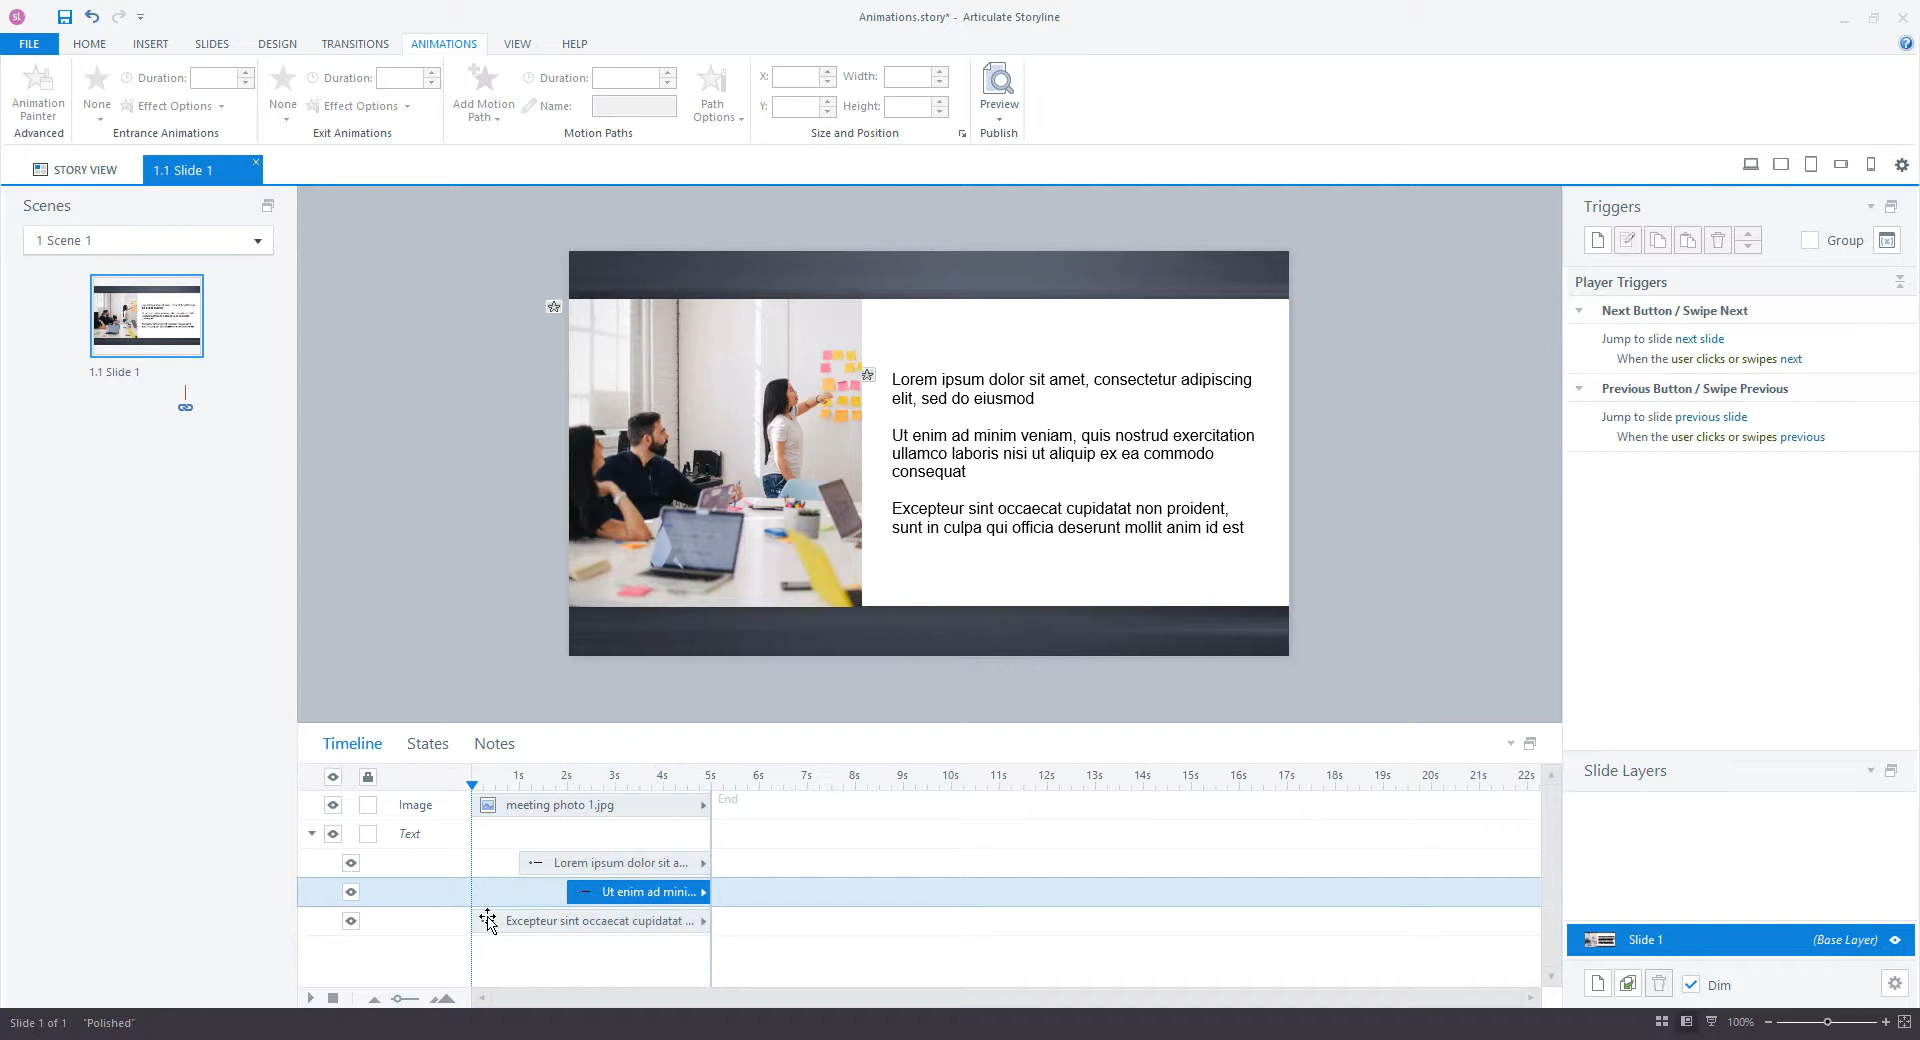 sl
Animations.story* - Articulate Storyline
FILE
HOME
INSERT
SLIDES
DESIGN
TRANSITIONS
ANIMATIONS
VIEW
HELP
Animation
Painter
Advanced
None
Duration:
Effect Options
Entrance Animations
None
Duration:
Effect Options
Exit Animations
Add Motion
Path
Duration:
Name:
Path
Options
Motion Paths
X:
Width:
Y:
Height:
Size and Position
Preview
Publish
STORY VIEW
1.1 Slide 1
Scenes
1 Scene 1
1.1 Slide 1
Lorem ipsum dolor sit amet, consectetur adipiscing
elit, sed do eiusmod
Ut enim ad minim veniam, quis nostrud exercitation
ullamco laboris nisi ut aliquip ex ea commodo
consequat
Excepteur sint occaecat cupidatat non proident,
sunt in culpa qui officia deserunt mollit anim id est
Triggers
Group
Player Triggers
Next Button / Swipe Next
Jump to slide next slide
When the user clicks or swipes next
Previous Button / Swipe Previous
Jump to slide previous slide
When the user clicks or swipes previous
Timeline
States
Notes
1s 2s 3s 4s 5s 6s 7s 8s 9s 10s 11s 12s 13s 14s 15s 16s 17s 18s 19s 20s 21s 22s
Image
meeting photo 1.jpg
End
Text
Lorem ipsum dolor sit a...
Ut enim ad mini...
Excepteur sint occaecat cupidatat ...
Slide Layers
Slide 1
(Base Layer)
Dim
Slide 1 of 1
"Polished"
100%